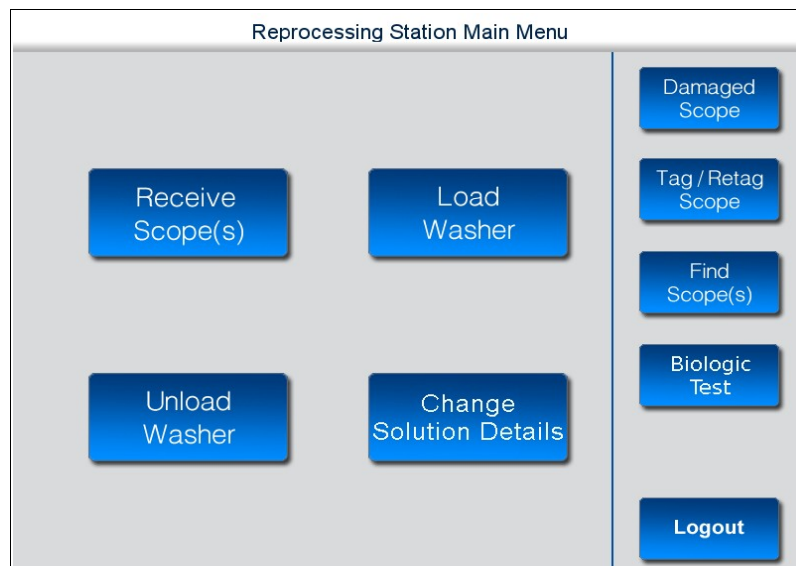 Reprocessing Station Main Menu
Receive
Scope(s)
Load
Washer
Unload
Washer
Change
Solution Details
Damaged
Scope
Tag / Retag
Scope
Find
Scope(s)
Biologic
Test
Logout